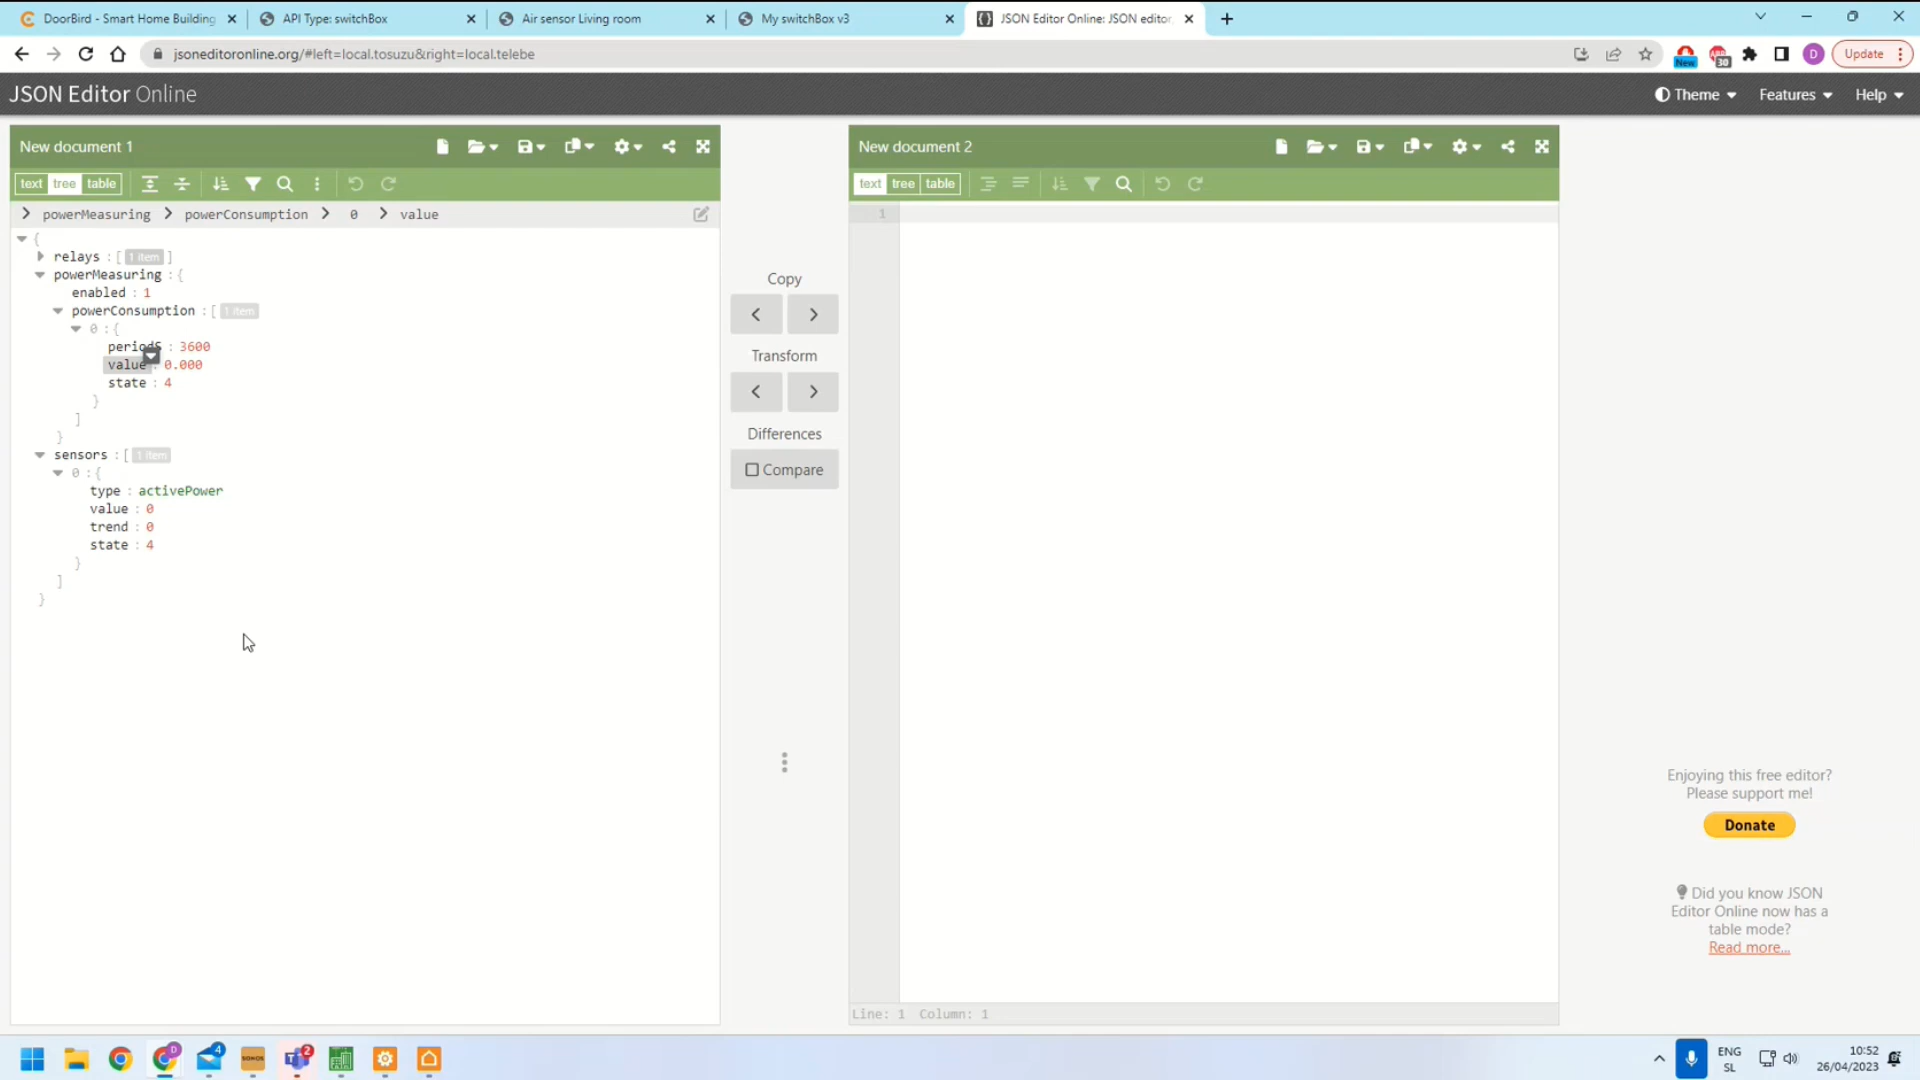 DoorBird - Smart Home Building
API Type: switchBox
Air sensor Living room
My switchBox v3
JSON Editor Online: JSON editor
jsoneditoronline.org/#left=local.tosuzu&right=local.telebe
New
30
D
Update
JSON Editor Online
Theme
Features
Help
New document 1
text tree table
powerMeasuring > powerConsumption > 0 > value
{
relays : [ 1 item ]
powerMeasuring : {
enabled : 1
powerConsumption : [ 1 item
0 : {
periodS : 3600
value : 0.000
state : 4
}
]
}
sensors : [ 1 item
0 : {
type : activePower
value : 0
trend : 0
state : 4
}
]
}
Copy
Transform
Differences
Compare
New document 2
text tree table
1
Line: 1 Column: 1
Enjoying this free editor?
Please support me!
Donate
Did you know JSON
Editor Online now has a
table mode?
Read more...
D
4
SONOS
2
ENG
SL
10:52
26/04/2023